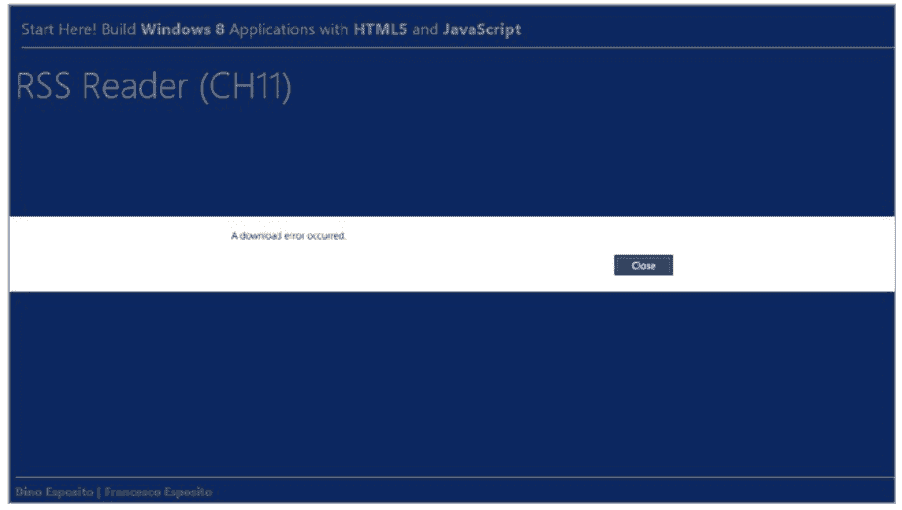 Start Here! Build Windows 8 Applications with HTML5 and JavaScript
RSS Reader (CH11)
A download error occurred.
Close
Dino Esposito | Francesco Esposito